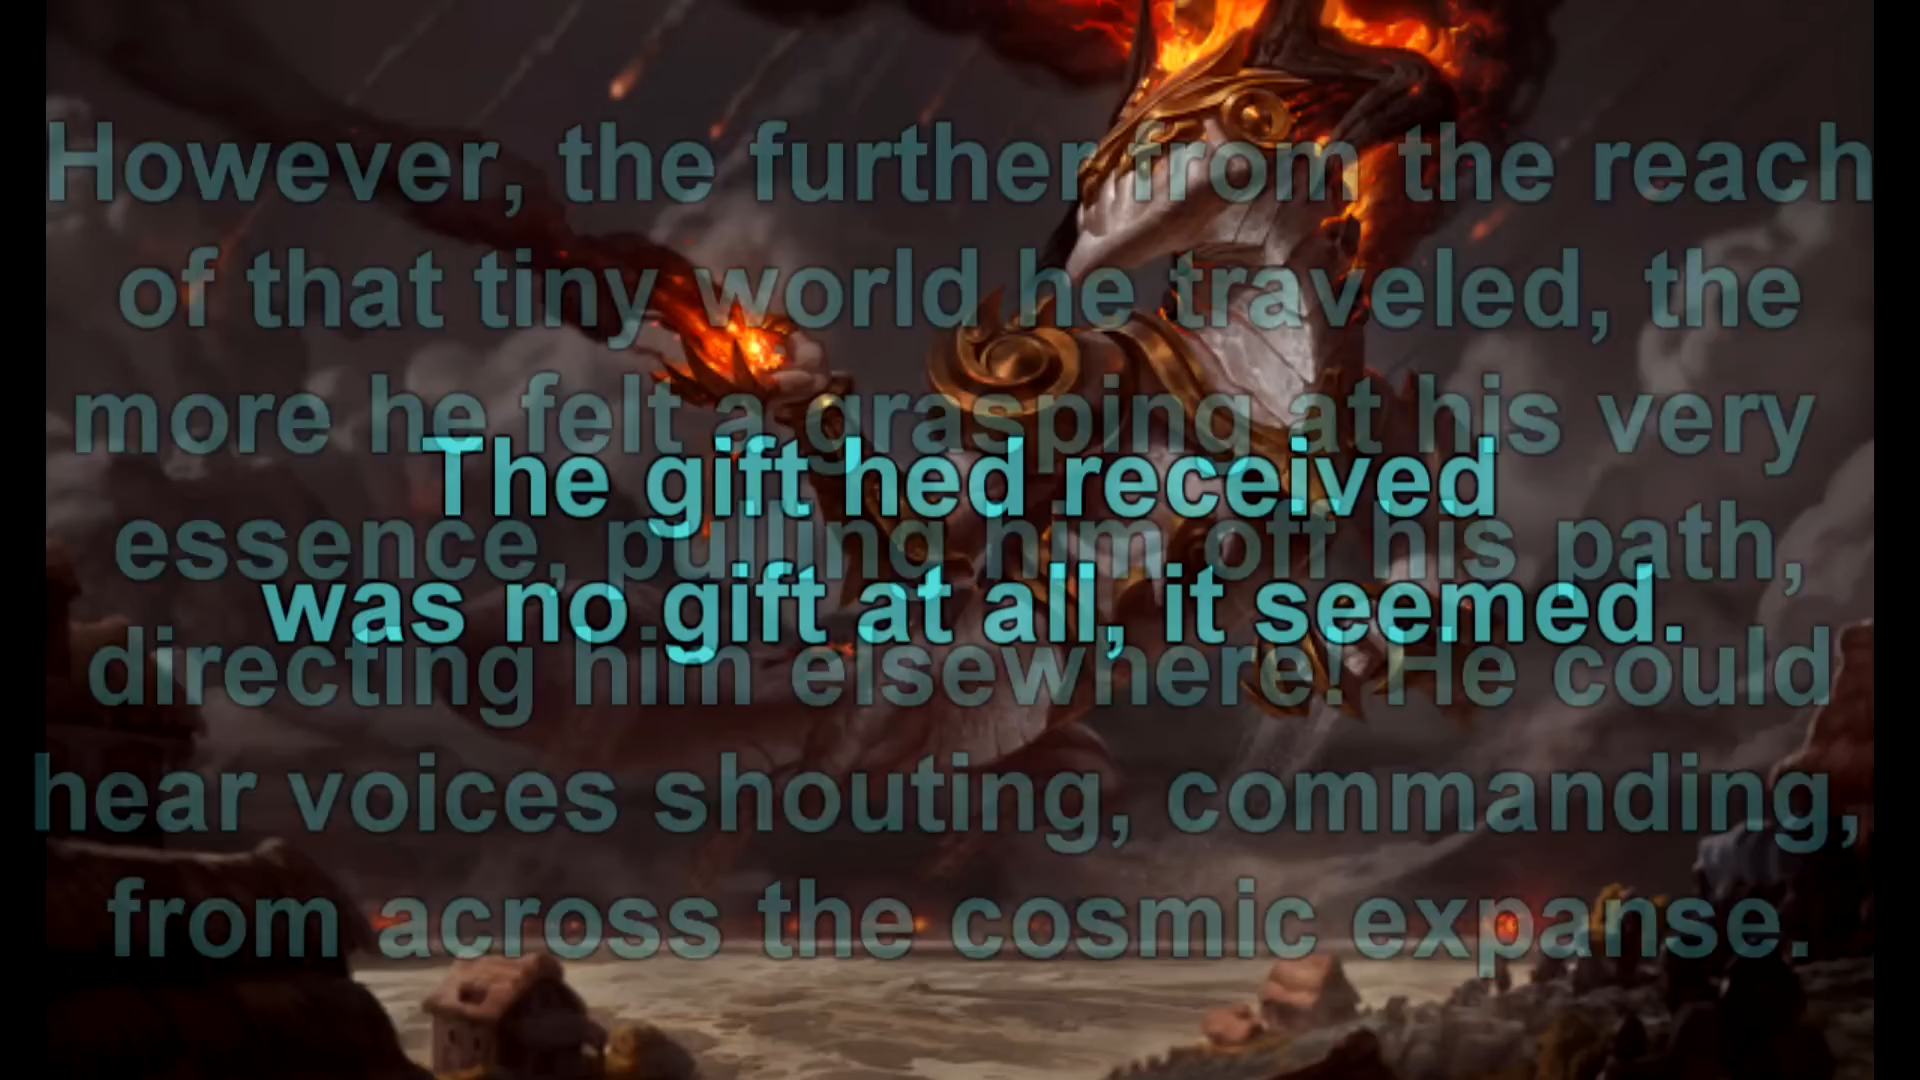 However, the further from the reach
of that tiny world he traveled, the
more he felt a grasping at his very
essence, pulling him off his path,
directing him elsewhere! He could
hear voices shouting, commanding,
from across the cosmic expanse.
The gift hed received
was no gift at all, it seemed.